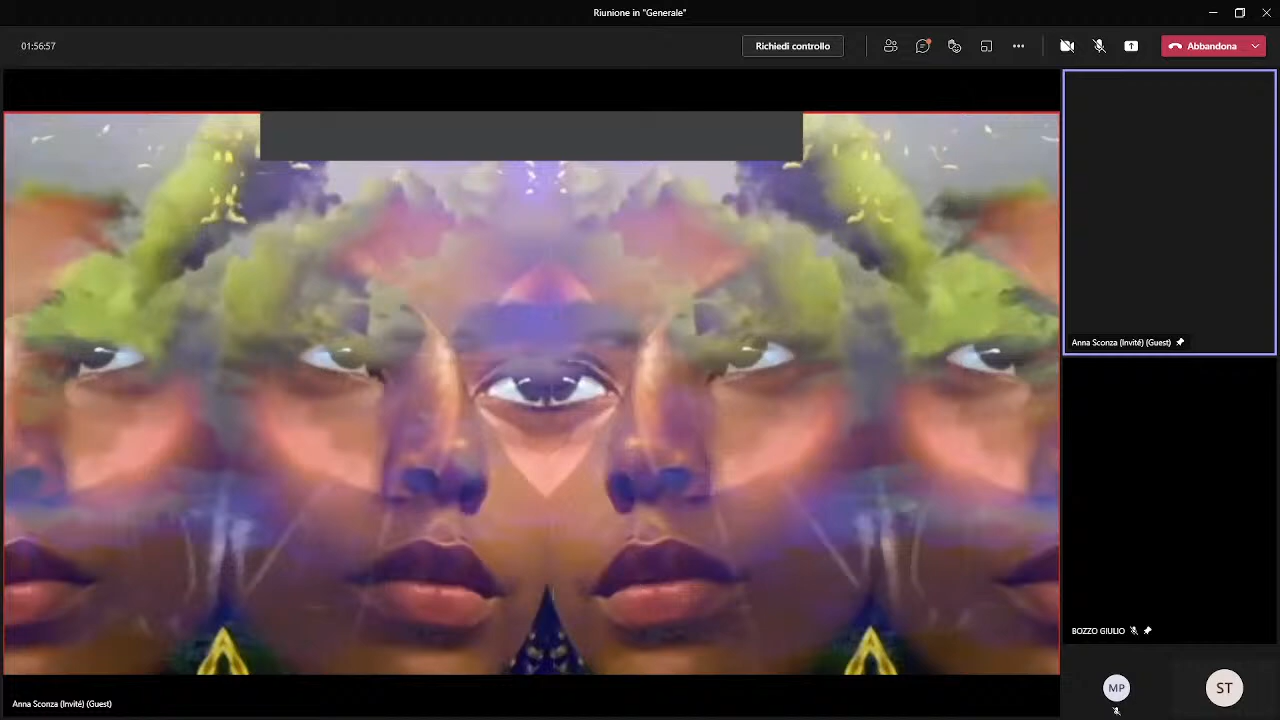 Riunione in "Generale"
01:56:57
Richiedi controllo
Abbandona
Anna Sconza (Invité) (Guest)
BOZZO GIULIO
MP
ST
Anna Sconza (Invité) (Guest)